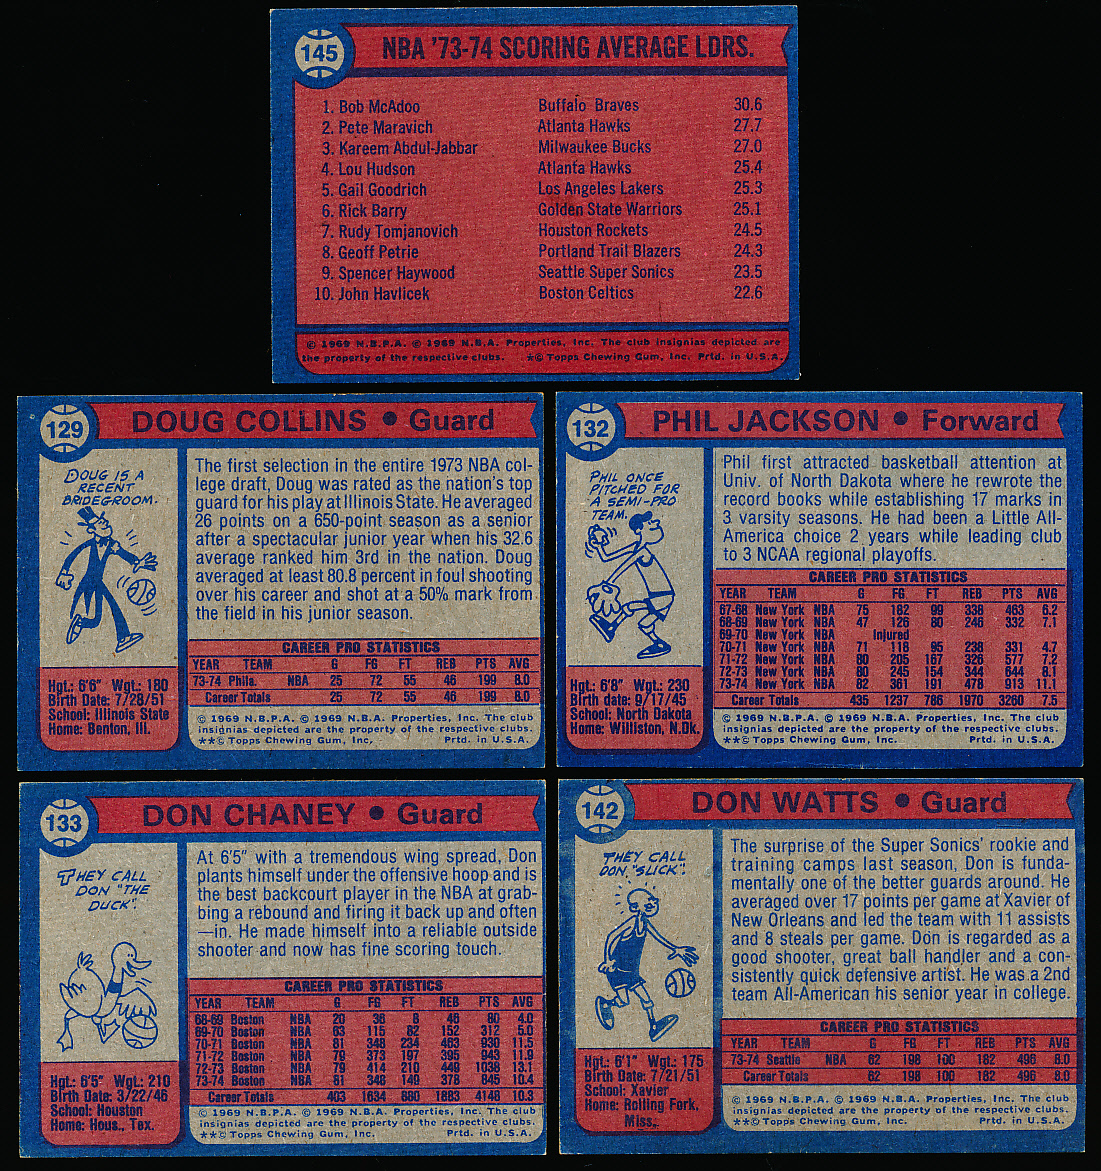 145
NBA '73-74 SCORING AVERAGE LDRS.
1. Bob McAdoo Buffalo Braves 30.6
2. Pete Maravich Atlanta Hawks 27.7
3. Kareem Abdul-Jabbar Milwaukee Bucks 27.0
4. Lou Hudson Atlanta Hawks 25.4
5. Gail Goodrich Los Angeles Lakers 25.3
6. Rick Barry Golden State Warriors 25.1
7. Rudy Tomjanovich Houston Rockets 24.5
8. Geoff Petrie Portland Trail Blazers 24.3
9. Spencer Haywood Seattle Super Sonics 23.5
10. John Havlicek Boston Celtics 22.6
© 1969 N.B.P.A. © 1969 N.B.A. Properties, Inc. The club insignias depicted are
the property of the respective clubs. *© Topps Chewing Gum, Inc. Prtd. in U.S.A.
129
DOUG COLLINS • Guard
DOUG IS A
RECENT
BRIDEGROOM.
The first selection in the entire 1973 NBA col-
lege draft, Doug was rated as the nation's top
guard for his play at Illinois State. He averaged
26 points on a 650-point season as a senior
after a spectacular junior year when his 32.6
average ranked him 3rd in the nation. Doug
averaged at least 80.8 percent in foul shooting
over his career and shot at a 50% mark from
the field in his junior season.
CAREER PRO STATISTICS
YEAR TEAM G FG FT REB PTS AVG
73-74 Phila. NBA 25 72 55 46 199 8.0
Career Totals 25 72 55 46 199 8.0
Hgt.: 6'6" Wgt.: 180
Birth Date: 7/28/51
School: Illinois State
Home: Benton, Ill.
© 1969 N.B.P.A. © 1969 N.B.A. Properties, Inc. The club
insignias depicted are the property of the respective clubs.
**© Topps Chewing Gum, Inc. Prtd. in U.S.A.
132
PHIL JACKSON • Forward
PHIL ONCE
PITCHED FOR
A SEMI-PRO
TEAM.
Phil first attracted basketball attention at
Univ. of North Dakota where he rewrote the
record books while establishing 17 marks in
3 varsity seasons. He had been a Little All-
America choice 2 years while leading club
to 3 NCAA regional playoffs.
CAREER PRO STATISTICS
YEAR TEAM G FG FT REB PTS AVG
67-68 New York NBA 75 182 99 338 463 6.2
68-69 New York NBA 47 126 80 246 332 7.1
69-70 New York NBA Injured
70-71 New York NBA 71 118 95 238 331 4.7
71-72 New York NBA 80 205 167 326 577 7.2
72-73 New York NBA 80 245 154 344 644 8.1
73-74 New York NBA 82 361 191 478 913 11.1
Career Totals 435 1237 786 1970 3260 7.5
Hgt.: 6'8" Wgt.: 230
Birth date: 9/17/45
School: North Dakota
Home: Williston, N.Dk.
© 1969 N.B.P.A. © 1969 N.B.A. Properties, Inc. The club
insignias depicted are the property of the respective clubs.
**© Topps Chewing Gum, Inc. Prtd. in U.S.A.
133
DON CHANEY • Guard
THEY CALL
DON "THE
DUCK".
At 6'5" with a tremendous wing spread, Don
plants himself under the offensive hoop and is
the best backcourt player in the NBA at grab-
bing a rebound and firing it back up and often
—in. He made himself into a reliable outside
shooter and now has fine scoring touch.
CAREER PRO STATISTICS
YEAR TEAM G FG FT REB PTS AVG
68-69 Boston NBA 20 36 8 46 80 4.0
69-70 Boston NBA 63 115 82 152 312 5.0
70-71 Boston NBA 81 348 234 463 930 11.5
71-72 Boston NBA 79 373 197 395 943 11.9
72-73 Boston NBA 79 414 210 449 1038 13.1
73-74 Boston NBA 81 348 149 378 845 10.4
Career Totals 403 1634 880 1883 4148 10.3
Hgt.: 6'5" Wgt.: 210
Birth Date: 3/22/46
School: Houston
Home: Hous., Tex.
© 1969 N.B.P.A. © 1969 N.B.A. Properties, Inc. The club
insignias depicted are the property of the respective clubs.
**© Topps Chewing Gum, Inc. Prtd. in U.S.A.
142
DON WATTS • Guard
THEY CALL
DON, "SLICK".
The surprise of the Super Sonics' rookie and
training camps last season, Don is funda-
mentally one of the better guards around. He
averaged over 17 points per game at Xavier of
New Orleans and led the team with 11 assists
and 8 steals per game. Don is regarded as a
good shooter, great ball handler and a con-
sistently quick defensive artist. He was a 2nd
team All-American his senior year in college.
CAREER PRO STATISTICS
YEAR TEAM G FG FT REB PTS AVG
73-74 Seattle NBA 62 198 100 182 496 8.0
Career Totals 62 198 100 182 496 8.0
Hgt.: 6'1" Wgt.: 175
Birth Date: 7/21/51
School: Xavier
Home: Rolling Fork,
Miss.
© 1969 N.B.P.A. © 1969 N.B.A. Properties, Inc. The club
insignias depicted are the property of the respective clubs.
**© Topps Chewing Gum, Inc. Prtd. in U.S.A.